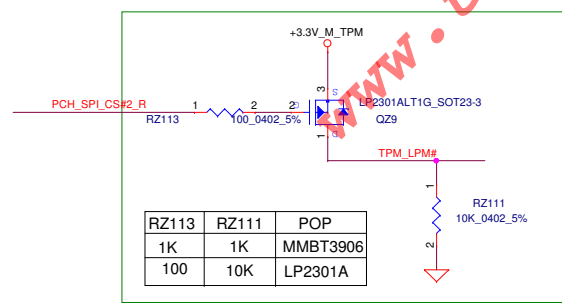 +3.3V_M_TPM
3
S
LP2301ALT1G_SOT23-3
QZ9
PCH_SPI_CS#2_R
1
2
2
G
RZ113
100_0402_5%
1
D
TPM_LPM#
1
RZ111
10K_0402_5%
2
RZ113 RZ111 POP
1K 1K MMBT3906
100 10K LP2301A
www.t